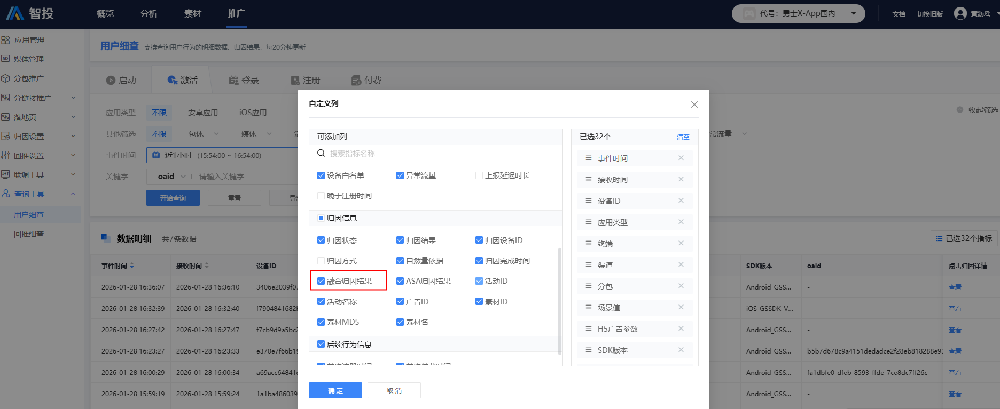 智投
概览
分析
素材
推广
代号：勇士X-App国内
文档
切换旧版
黄沥瑶
应用管理
媒体管理
分包推广
分链接推广
落地页
归因设置
回推设置
联调工具
查询工具
用户细查
回推细查
用户细查 支持查询用户行为的明细数据、归因结果，每20分钟更新
启动
激活
登录
注册
付费
应用类型 不限 安卓应用 iOS应用
收起筛选
其他筛选 不限 包体 媒体
常流量
事件时间 近1小时 (15:54:00 ~ 16:54:00)
关键字 oaid 请输入关键字
开始查询 重置
数据明细 共7条数据
已选32个指标
事件时间 接收时间 设备ID SDK版本 oaid 点击归因详情
2026-01-28 16:36:07 2026-01-28 16:36:10 3406e2039f07 Android_GSS... - 查看
2026-01-28 16:32:39 2026-01-28 16:32:40 f7904841682b iOS_GSSDK_V... - 查看
2026-01-28 16:27:42 2026-01-28 16:27:47 f7cb9d9a5bc2 Android_GSS... - 查看
2026-01-28 16:23:27 2026-01-28 16:23:33 e370e7f66b19 Android_GSS... b5b7d678c9a4151dedadce2f28eb818288e93 查看
2026-01-28 16:00:29 2026-01-28 16:00:34 a69acc64841c Android_GSS... fa1dbfe0-dfeb-8593-ffde-7ce8dc7ff26c 查看
2026-01-28 15:59:19 2026-01-28 15:59:24 1a1ba486039 Android_GSS... - 查看
自定义列
可添加列
搜索指标名称
设备白名单 异常流量 上报延迟时长
晚于注册时间
归因信息
归因状态 归因结果 归因设备ID
归因方式 自然量依据 归因完成时间
融合归因结果 ASA归因结果 活动ID
活动名称 广告ID 素材ID
素材MD5 素材名
后续行为信息
首次注册时间 首次付费时间
已选32个 清空
事件时间
接收时间
设备ID
应用类型
终端
渠道
分包
场景值
H5广告参数
SDK版本
确定 取消